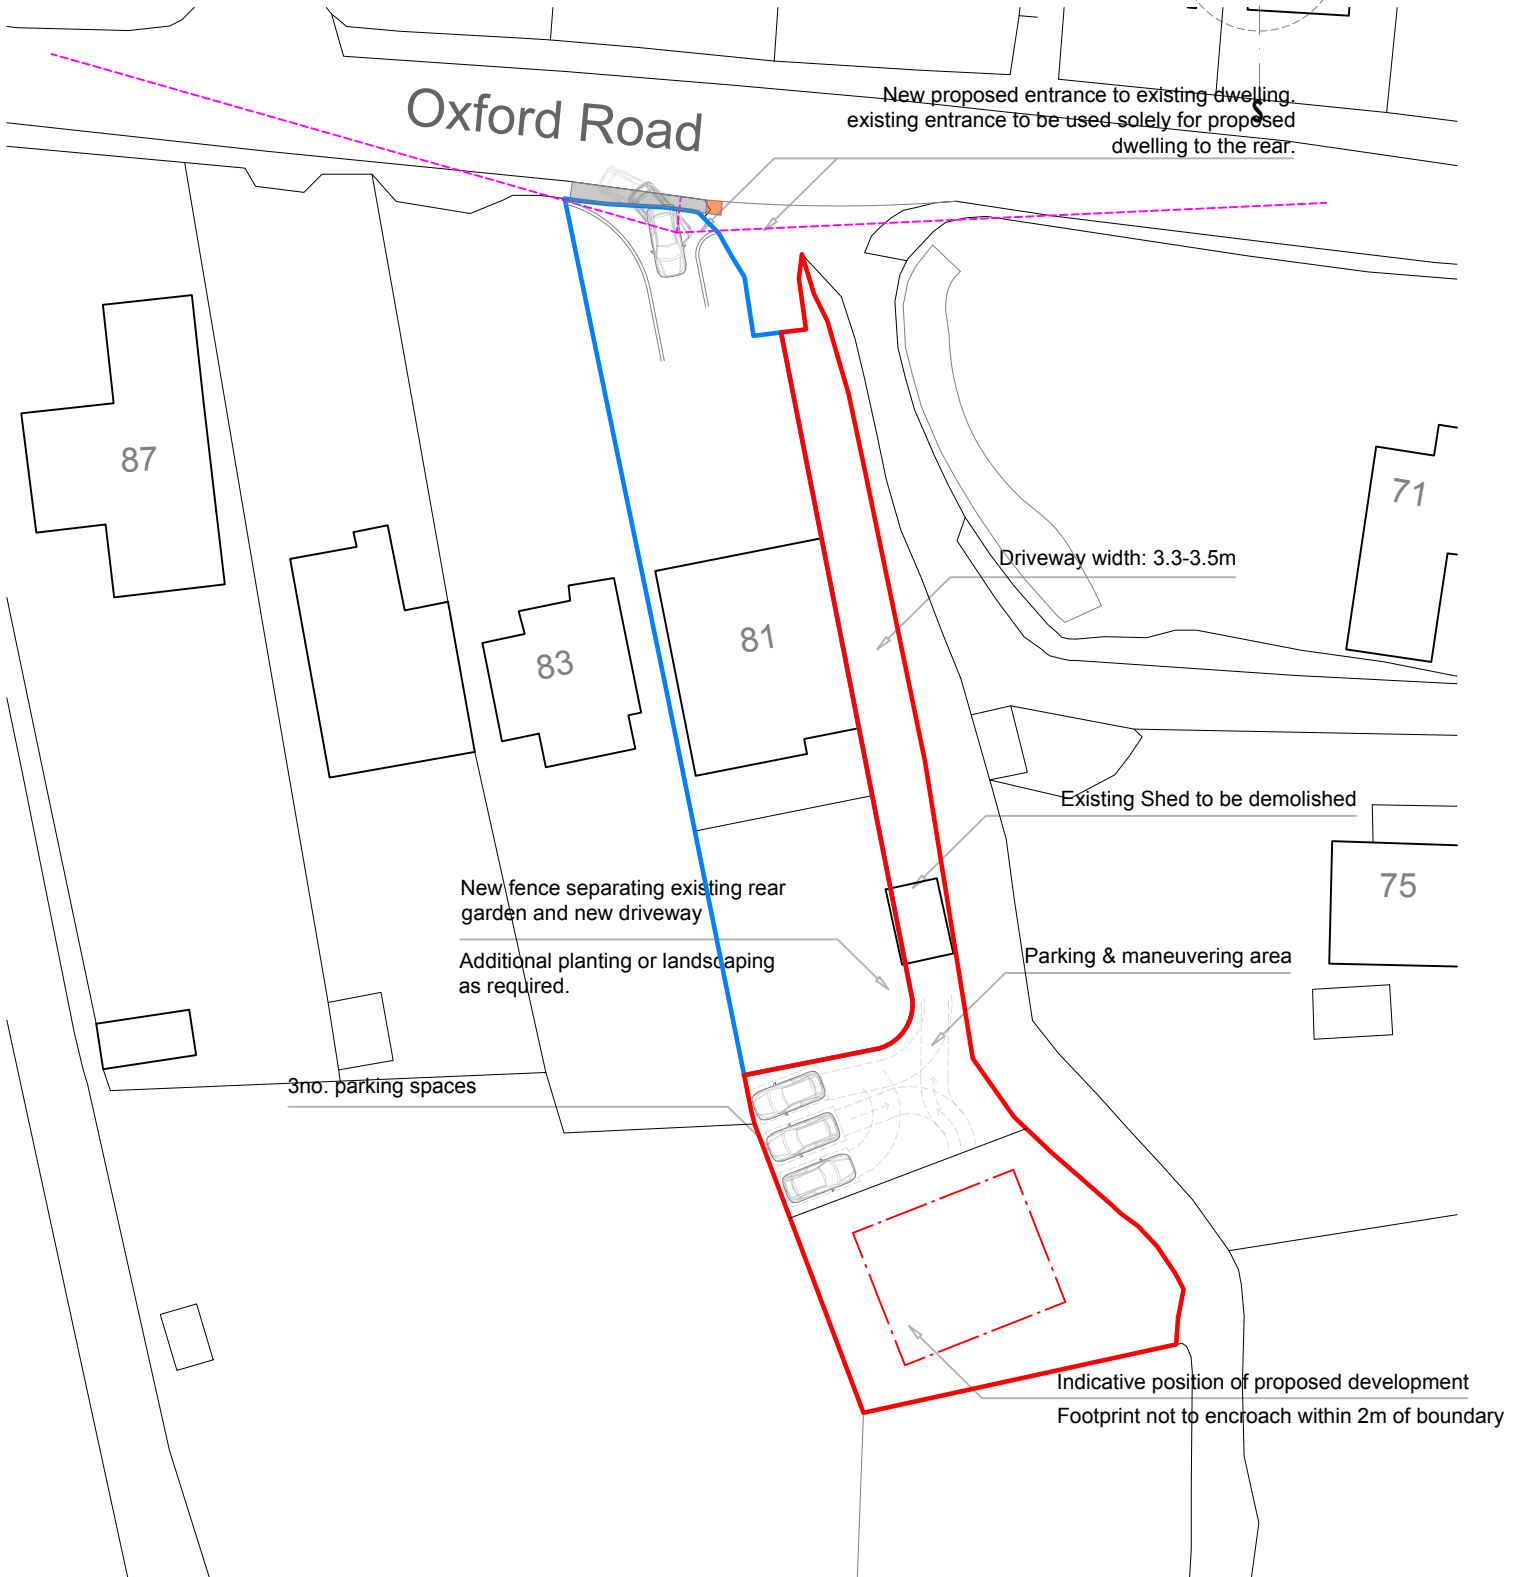 Oxford Road
New proposed entrance to existing dwelling.
existing entrance to be used solely for proposed
dwelling to the rear.
S
87
71
Driveway width: 3.3-3.5m
81
83
Existing Shed to be demolished
75
New fence separating existing rear
garden and new driveway
Additional planting or landscaping
as required.
Parking & maneuvering area
3no. parking spaces
Indicative position of proposed development
Footprint not to encroach within 2m of boundary